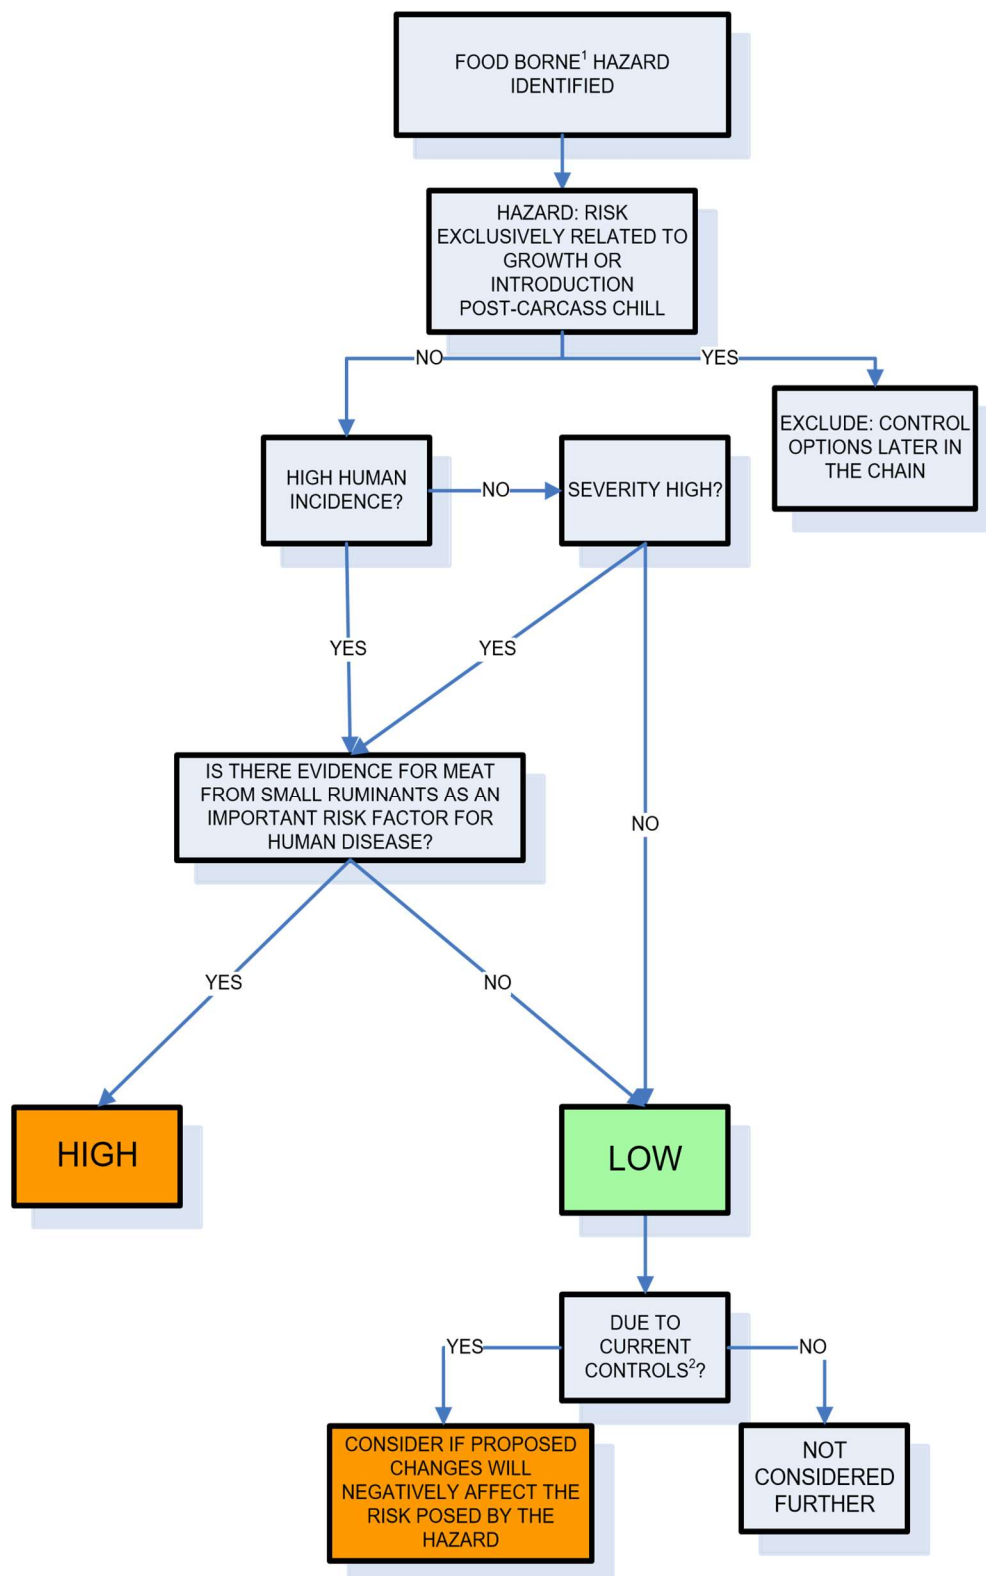 FOOD BORNE¹ HAZARD
IDENTIFIED
HAZARD: RISK
EXCLUSIVELY RELATED TO
GROWTH OR
INTRODUCTION
POST-CARCASS CHILL
NO
YES
EXCLUDE: CONTROL
OPTIONS LATER IN
THE CHAIN
HIGH HUMAN
INCIDENCE?
NO
SEVERITY HIGH?
YES
YES
NO
IS THERE EVIDENCE FOR MEAT
FROM SMALL RUMINANTS AS AN
IMPORTANT RISK FACTOR FOR
HUMAN DISEASE?
YES
NO
HIGH
LOW
DUE TO
CURRENT
CONTROLS²?
YES
NO
CONSIDER IF PROPOSED
CHANGES WILL
NEGATIVELY AFFECT THE
RISK POSED BY THE
HAZARD
NOT
CONSIDERED
FURTHER